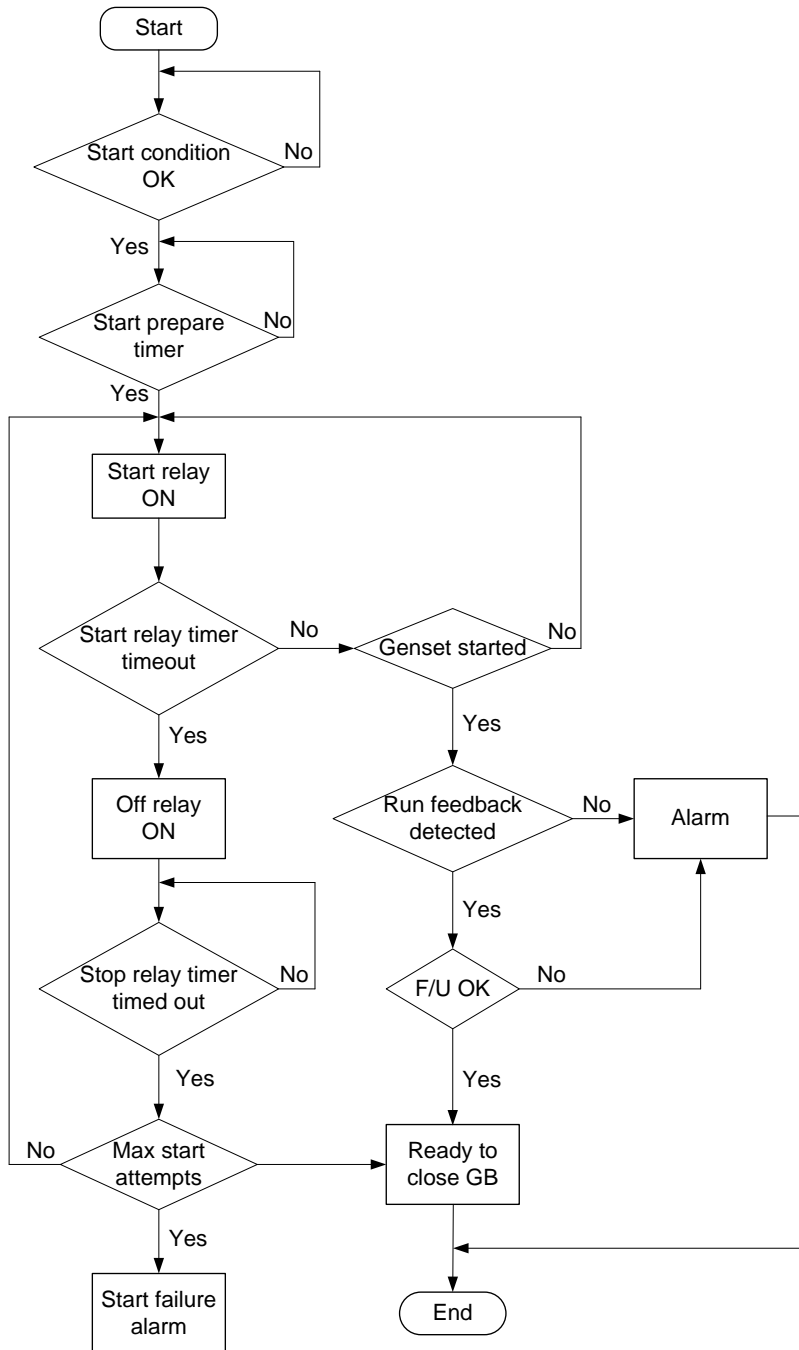 Start
Start condition
OK
No
Yes
Start prepare
timer
No
Yes
Start relay
ON
Start relay timer
timeout
No
Genset started
No
Yes
Yes
Off relay
ON
Run feedback
detected
No
Alarm
Yes
Stop relay timer
timed out
No
F/U OK
No
Yes
Yes
No
Max start
attempts
Ready to
close GB
Yes
Start failure
alarm
End